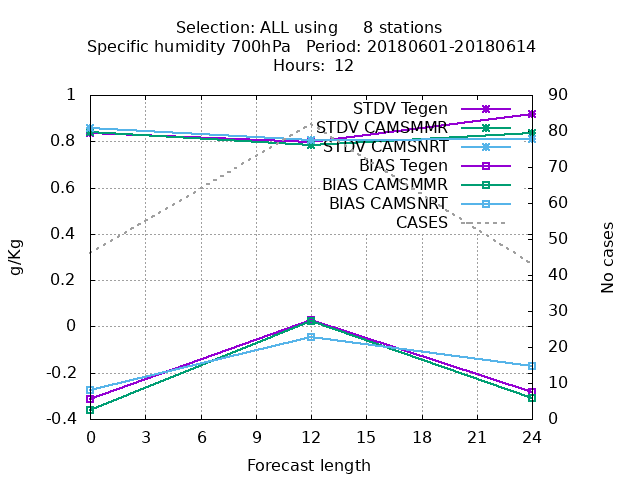 Selection: ALL using     8 stations
Specific humidity 700hPa   Period: 20180601-20180614
Hours: 12
1
0.8
0.6
0.4
0.2
0
-0.2
-0.4
g/Kg
STDV Tegen
STDV CAMSMMR
STDV CAMSNRT
BIAS Tegen
BIAS CAMSMMR
BIAS CAMSNRT
CASES
90
80
70
60
50
40
30
20
10
0
No cases
0 3 6 9 12 15 18 21 24
Forecast length